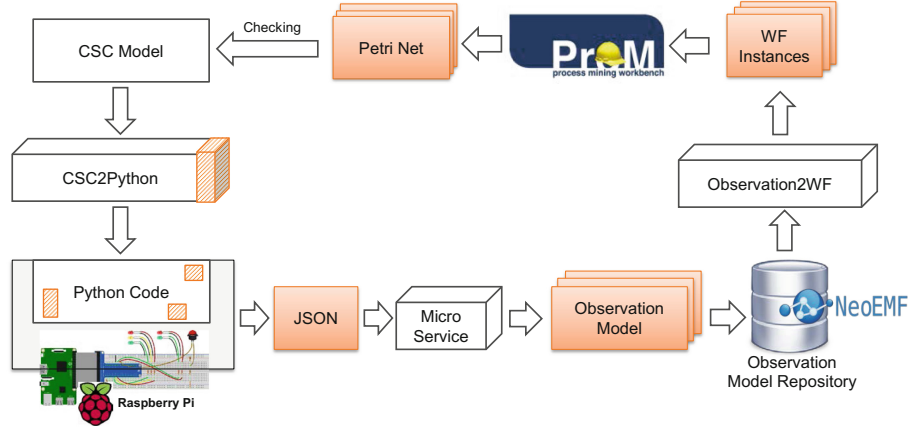 CSC Model
Checking
Petri Net
ProM
process mining workbench
WF
Instances
CSC2Python
Observation2WF
Python Code
JSON
Micro
Service
Observation
Model
NeoEMF
Observation
Model Repository
Raspberry Pi